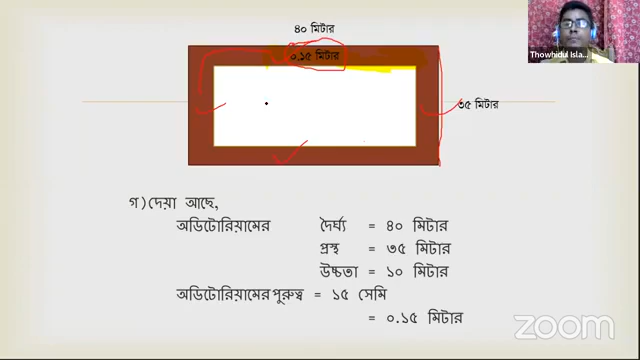 ৪০ মিটার
০.১৫ মিটার
৩৫ মিটার
Thowhidul Isla...
গ) দেয়া আছে,
অডিটোরিয়ামের দৈর্ঘ্য = ৪০ মিটার
প্রস্থ = ৩৫ মিটার
উচ্চতা = ১০ মিটার
অডিটোরিয়ামের পুরুত্ব = ১৫ সেমি
= ০.১৫ মিটার
zoom